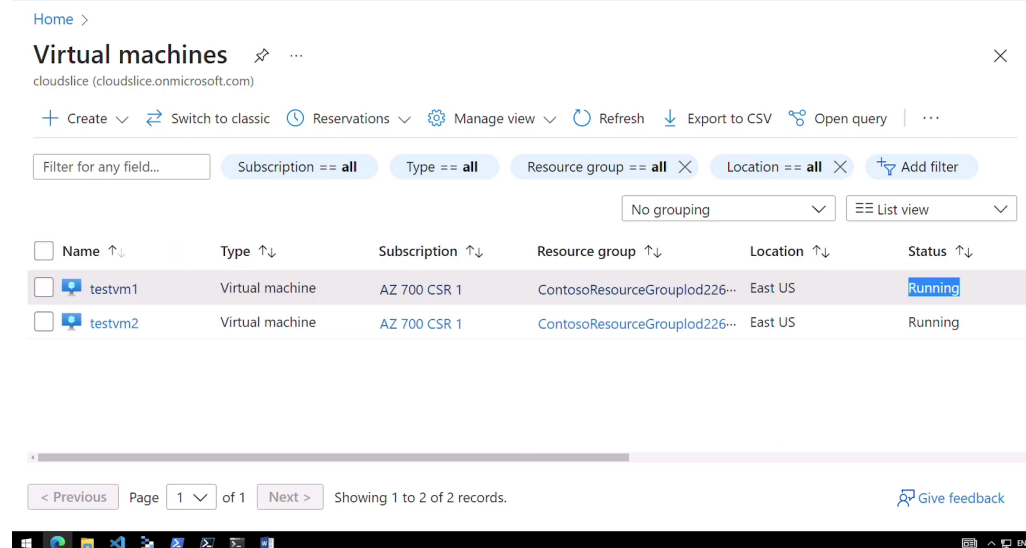 Home >
Virtual machines ...
cloudslice (cloudslice.onmicrosoft.com)
+ Create Switch to classic Reservations Manage view Refresh Export to CSV Open query ...
Filter for any field... Subscription == all Type == all Resource group == all Location == all Add filter
No grouping List view
Name Type Subscription Resource group Location Status
testvm1 Virtual machine AZ 700 CSR 1 ContosoResourceGrouplod226... East US Running
testvm2 Virtual machine AZ 700 CSR 1 ContosoResourceGrouplod226... East US Running
< Previous Page 1 of 1 Next > Showing 1 to 2 of 2 records. Give feedback
EN